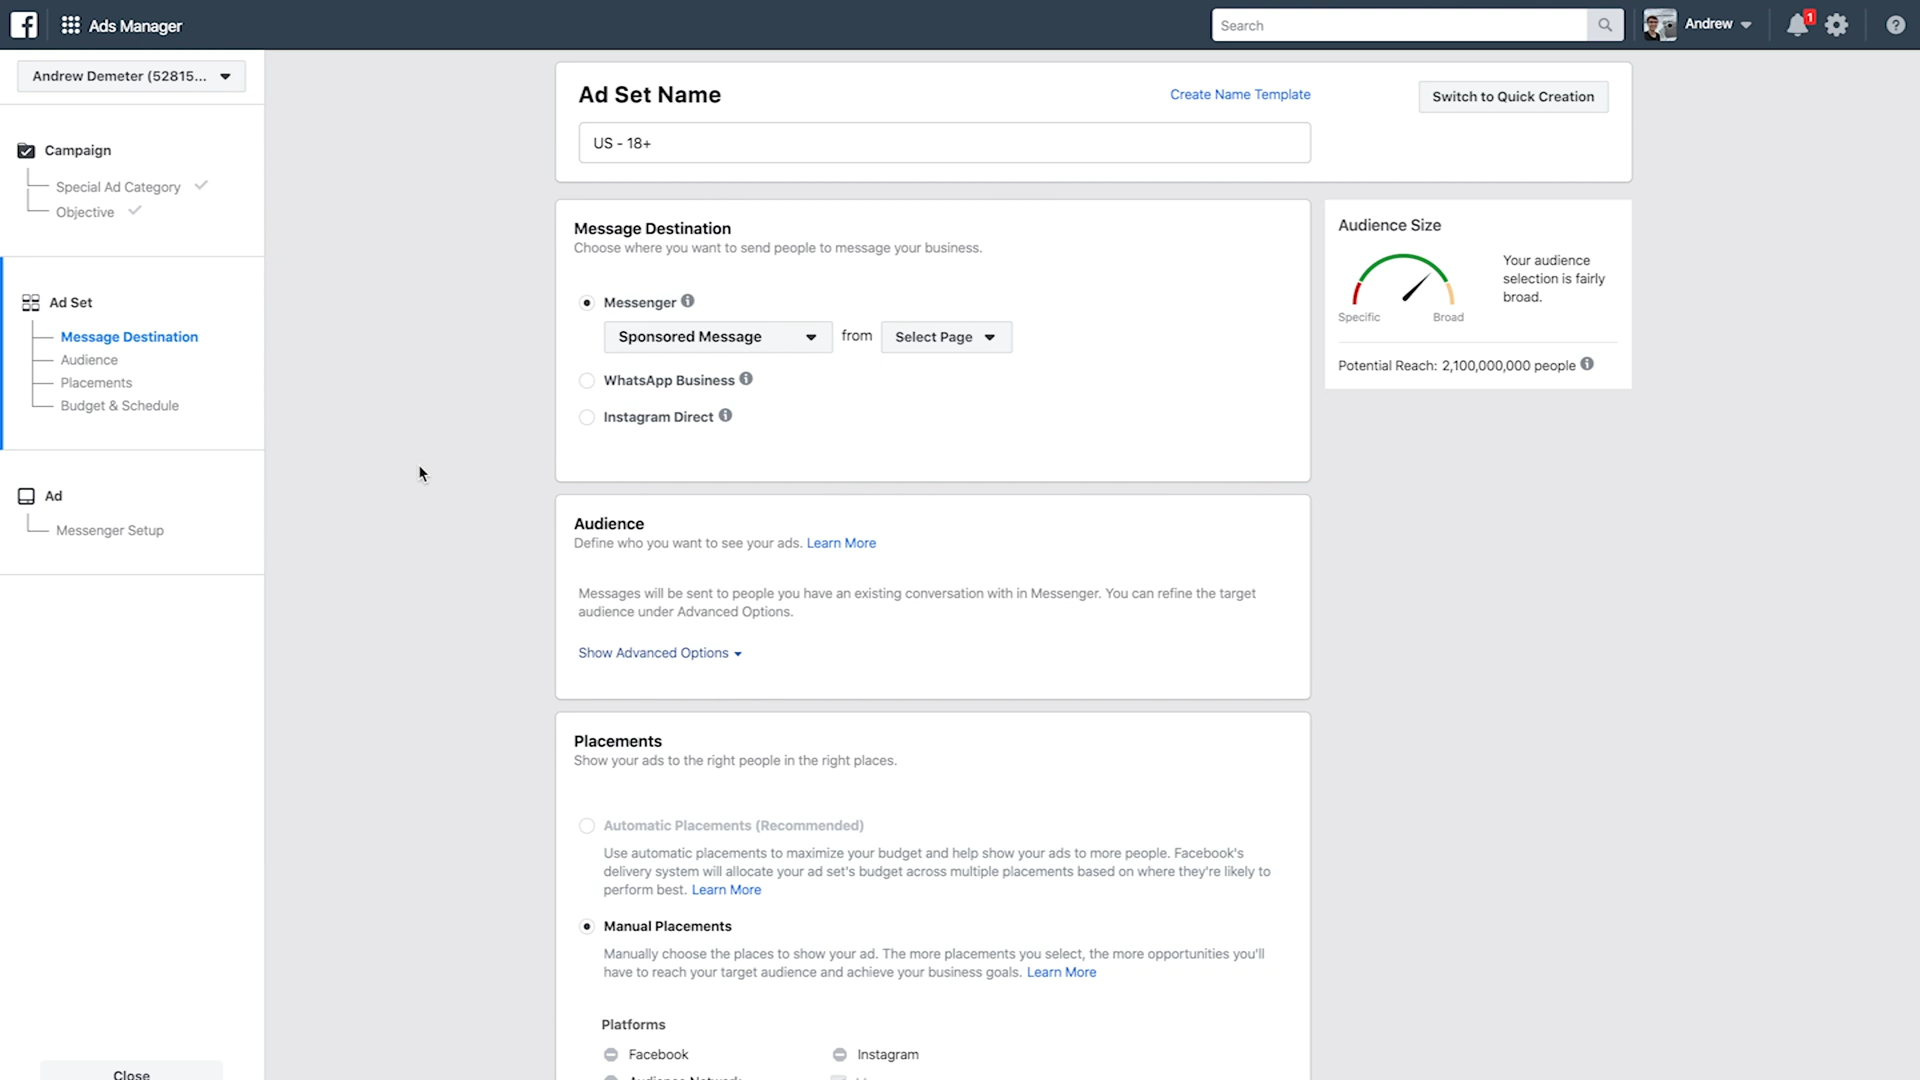 Ads Manager
Search
Andrew
1
Andrew Demeter (52815...
Campaign
Special Ad Category
Objective
Ad Set
Message Destination
Audience
Placements
Budget & Schedule
Ad
Messenger Setup
Close
Ad Set Name
Create Name Template
Switch to Quick Creation
US - 18+
Message Destination
Choose where you want to send people to message your business.
Messenger
Sponsored Message from Select Page
WhatsApp Business
Instagram Direct
Audience Size
Your audience
selection is fairly
broad.
Specific Broad
Potential Reach: 2,100,000,000 people
Audience
Define who you want to see your ads. Learn More
Messages will be sent to people you have an existing conversation with in Messenger. You can refine the target
audience under Advanced Options.
Show Advanced Options
Placements
Show your ads to the right people in the right places.
Automatic Placements (Recommended)
Use automatic placements to maximize your budget and help show your ads to more people. Facebook's
delivery system will allocate your ad set's budget across multiple placements based on where they're likely to
perform best. Learn More
Manual Placements
Manually choose the places to show your ad. The more placements you select, the more opportunities you'll
have to reach your target audience and achieve your business goals. Learn More
Platforms
Facebook Instagram